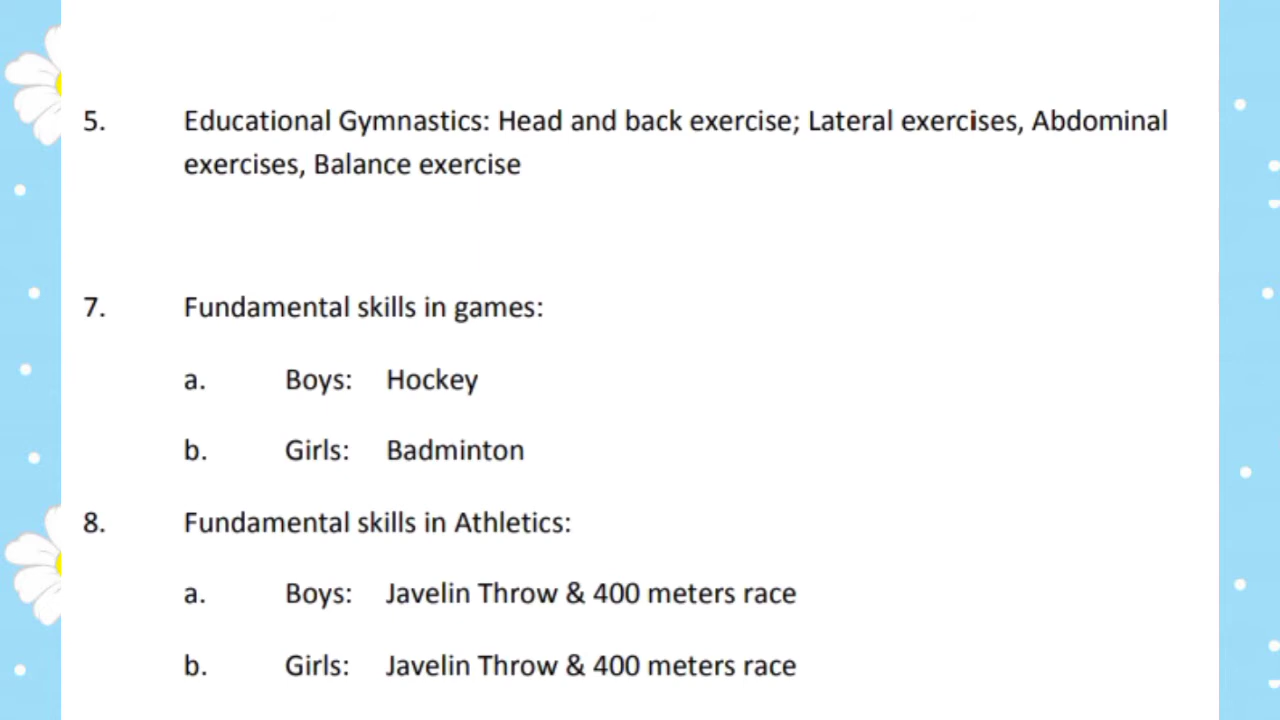 5. Educational Gymnastics: Head and back exercise; Lateral exercises, Abdominal
exercises, Balance exercise
7. Fundamental skills in games:
a. Boys: Hockey
b. Girls: Badminton
8. Fundamental skills in Athletics:
a. Boys: Javelin Throw & 400 meters race
b. Girls: Javelin Throw & 400 meters race